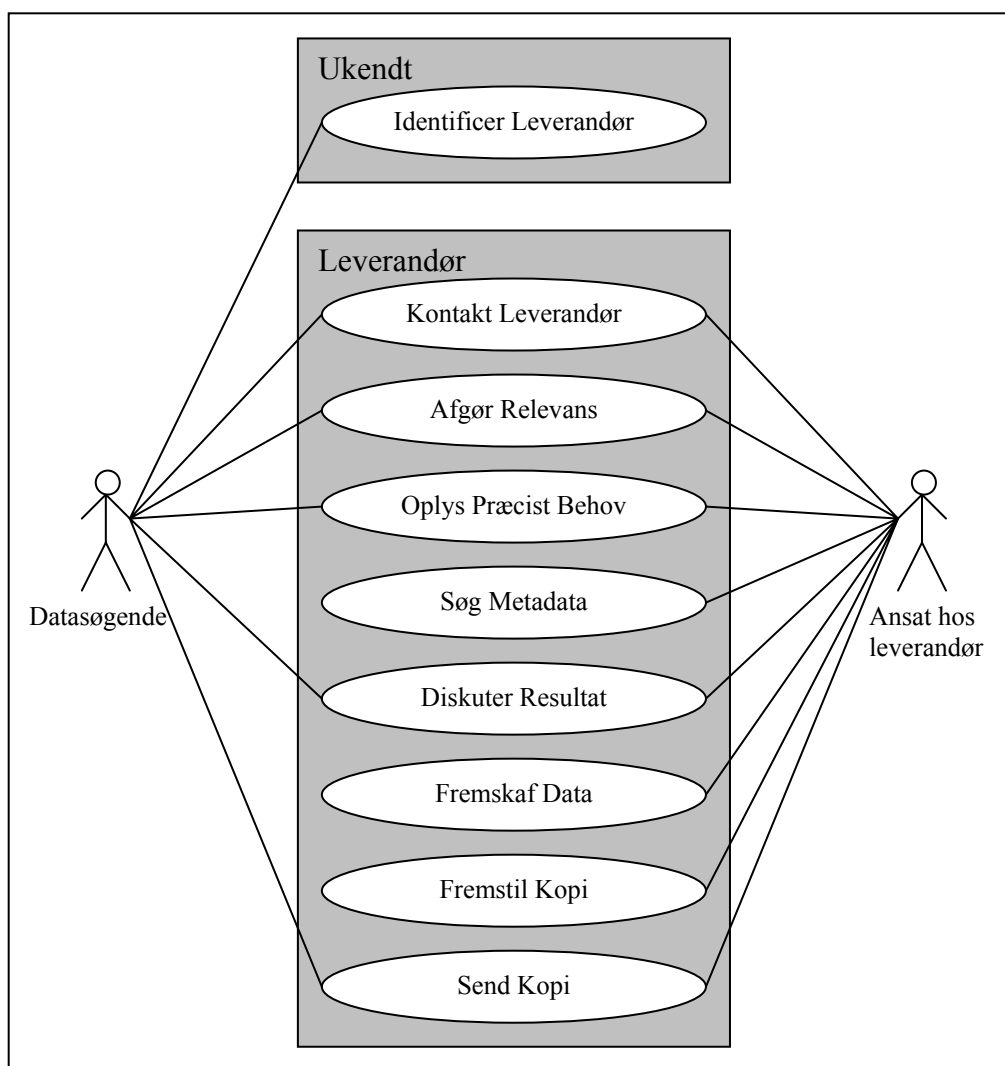 Ukendt
Identificer Leverandør
Leverandør
Kontakt Leverandør
Afgør Relevans
Oplys Præcist Behov
Søg Metadata
Diskuter Resultat
Fremskaf Data
Fremstil Kopi
Send Kopi
Datasøgende
Ansat hos
leverandør